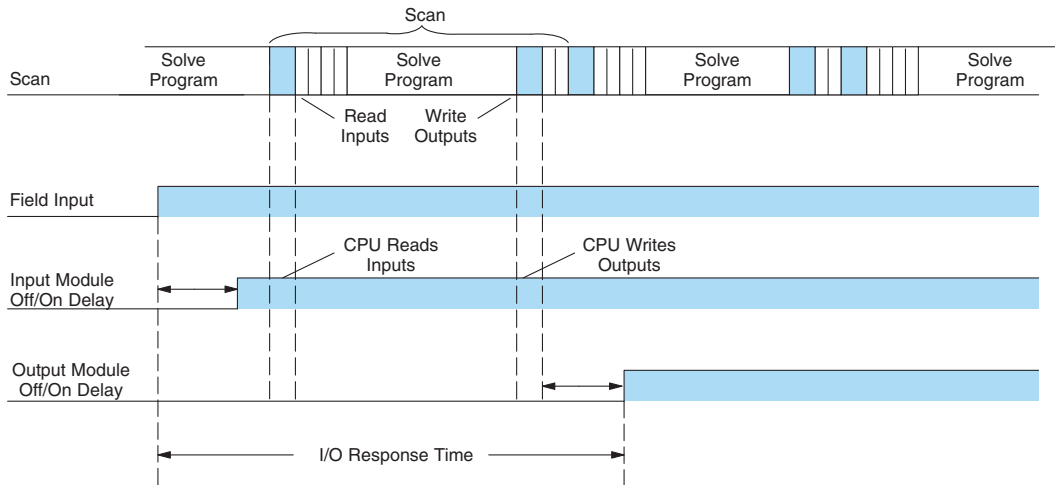 Scan
Scan
Solve
Program
Solve
Program
Solve
Program
Solve
Program
Read
Inputs
Write
Outputs
Field Input
CPU Reads
Inputs
CPU Writes
Outputs
Input Module
Off/On Delay
Output Module
Off/On Delay
I/O Response Time